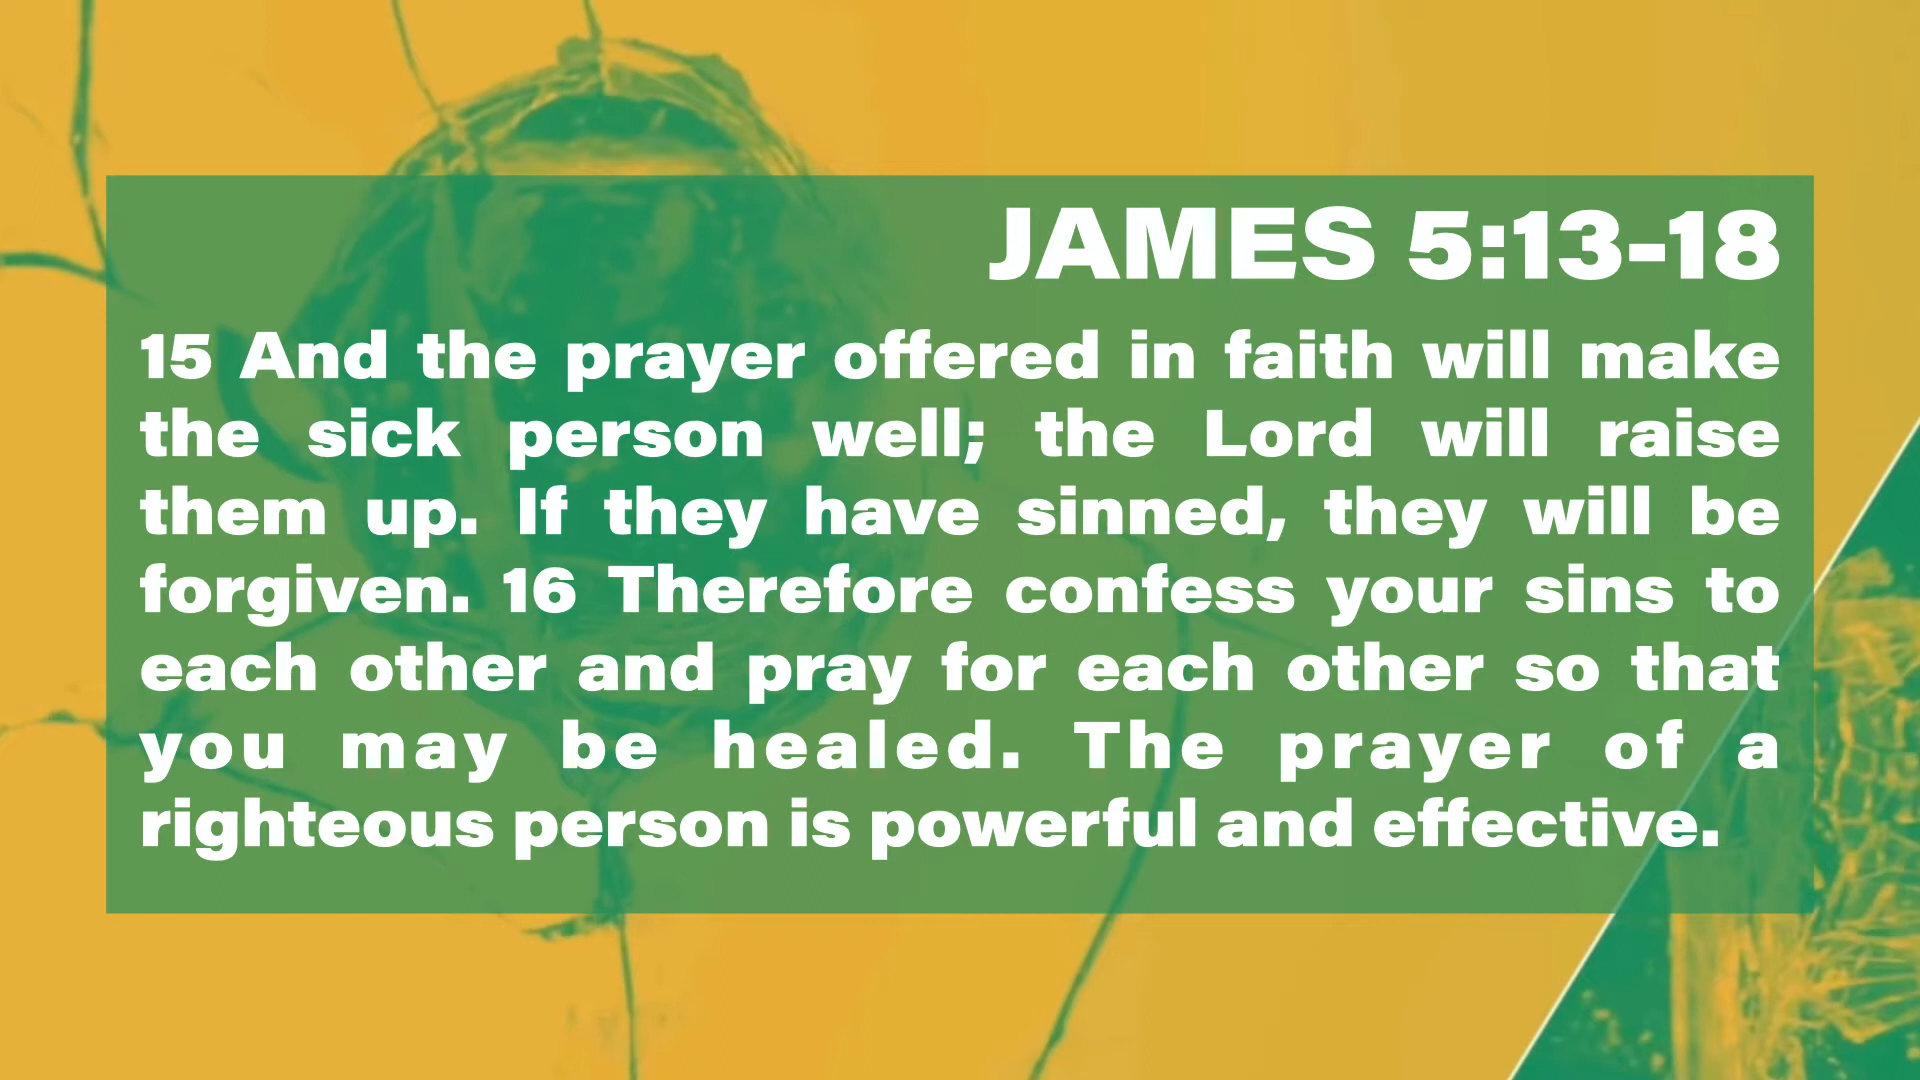 JAMES 5:13-18
15 And the prayer offered in faith will make
the sick person well; the Lord will raise
them up. If they have sinned, they will be
forgiven. 16 Therefore confess your sins to
each other and pray for each other so that
you may be healed. The prayer of a
righteous person is powerful and effective.